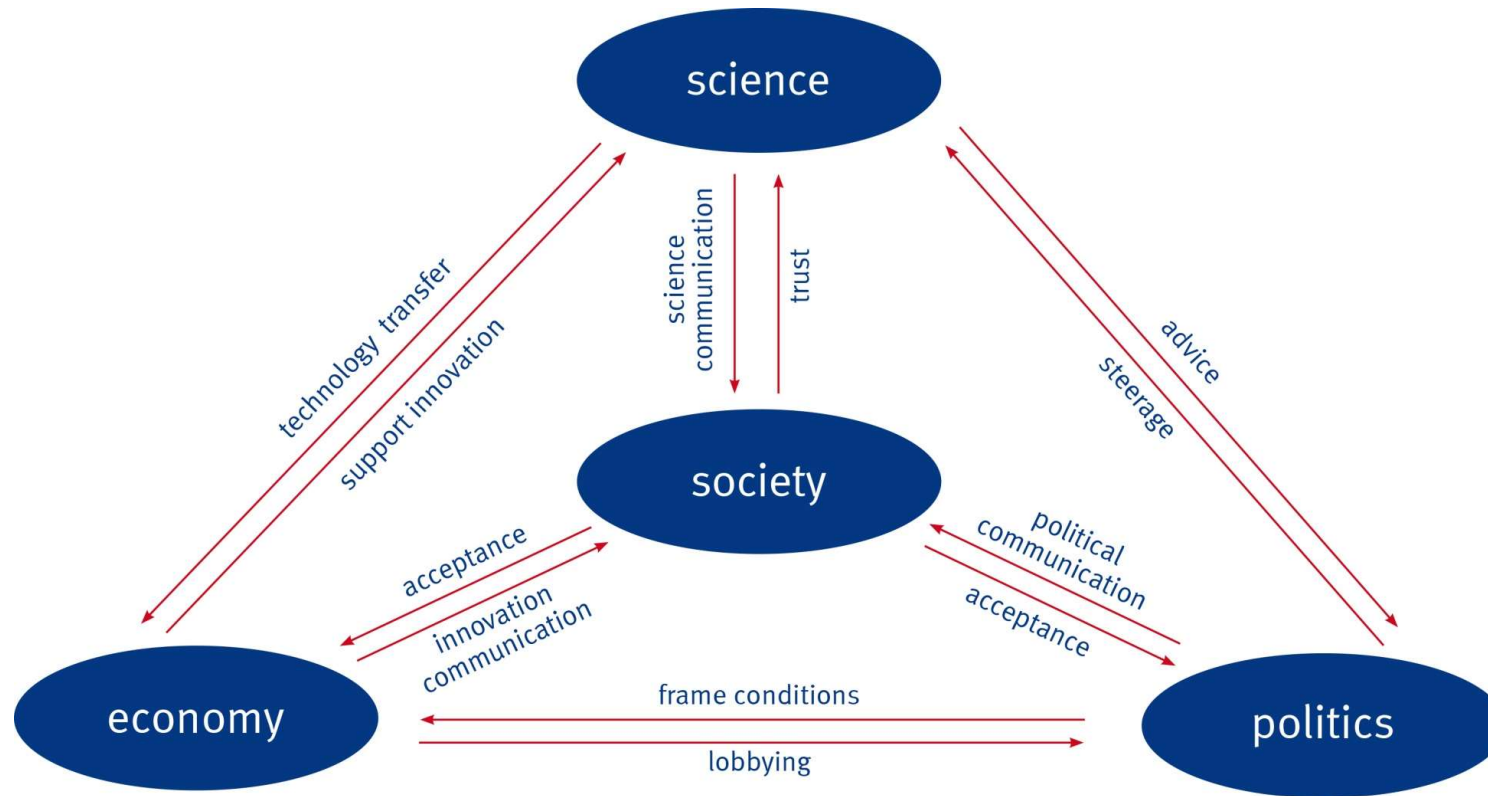 science
science
communication
trust
technology transfer
support innovation
advice
steerage
society
acceptance
innovation
communication
political
communication
acceptance
economy
frame conditions
lobbying
politics